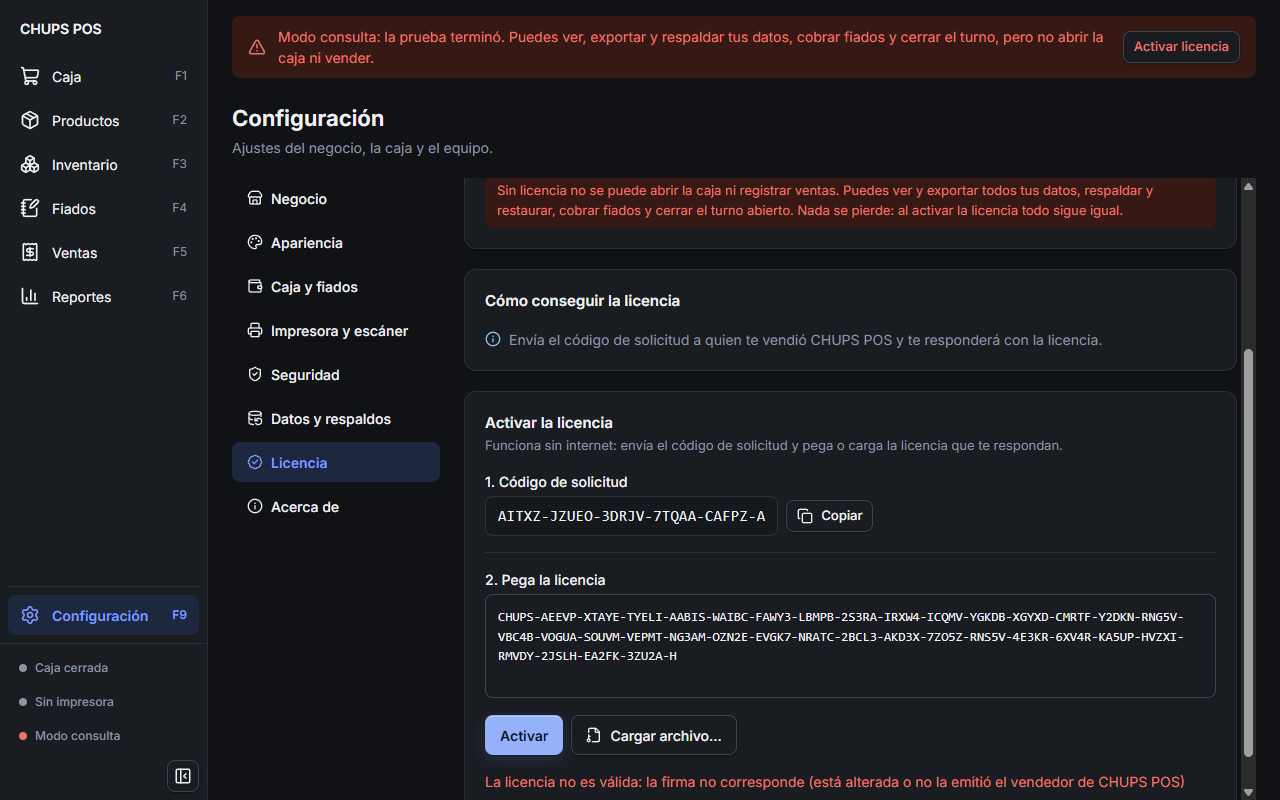 CHUPS POS
Caja F1
Productos F2
Inventario F3
Fiados F4
Ventas F5
Reportes F6
Configuración F9
Caja cerrada
Sin impresora
Modo consulta
Modo consulta: la prueba terminó. Puedes ver, exportar y respaldar tus datos, cobrar fiados y cerrar el turno, pero no abrir la
caja ni vender.
Activar licencia
Configuración
Ajustes del negocio, la caja y el equipo.
Negocio
Apariencia
Caja y fiados
Impresora y escáner
Seguridad
Datos y respaldos
Licencia
Acerca de
Sin licencia no se puede abrir la caja ni registrar ventas. Puedes ver y exportar todos tus datos, respaldar y
restaurar, cobrar fiados y cerrar el turno abierto. Nada se pierde: al activar la licencia todo sigue igual.
Cómo conseguir la licencia
Envía el código de solicitud a quien te vendió CHUPS POS y te responderá con la licencia.
Activar la licencia
Funciona sin internet: envía el código de solicitud y pega o carga la licencia que te respondan.
1. Código de solicitud
AITXZ-JZUEO-3DRJV-7TQAA-CAFPZ-A
Copiar
2. Pega la licencia
CHUPS-AEEVP-XTAYE-TYELI-AABIS-WAIBC-FAWY3-LBMPB-2S3RA-IRXW4-ICQMV-YGKDB-XGYXD-CMRTF-Y2DKN-RNG5V-
VBC4B-VOGUA-SOUVM-VEPMT-NG3AM-OZN2E-EVGK7-NRATC-2BCL3-AKD3X-7ZO5Z-RNS5V-4E3KR-6XV4R-KA5UP-HVZXI-
RMVDY-2JSLH-EA2FK-3ZU2A-H
Activar
Cargar archivo...
La licencia no es válida: la firma no corresponde (está alterada o no la emitió el vendedor de CHUPS POS)